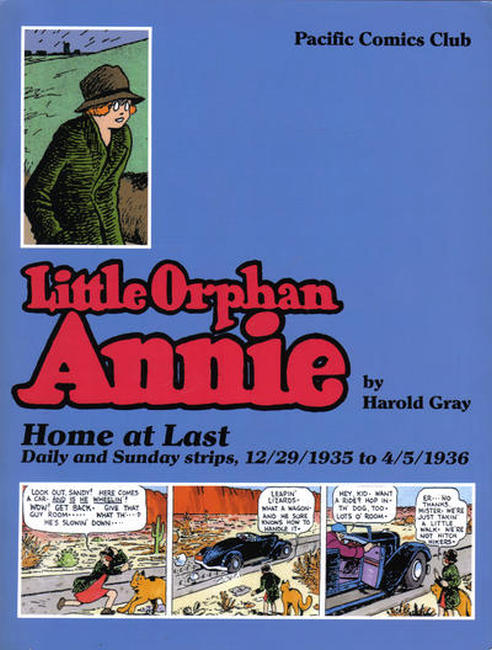 Pacific Comics Club
Little Orphan
Annie
by
Harold Gray
Home at Last
Daily and Sunday strips, 12/29/1935 to 4/5/1936
LOOK OUT, SANDY! HERE COMES
A CAR- AND IS HE WHEELIN'!
WOW! GET BACK. GIVE THAT
GUY ROOM..... WHAT TH---?
HE'S SLOWIN' DOWN----
LEAPIN'
LIZARDS-
WHAT A WAGON-
AND HE SURE
KNOWS HOW TO
HANDLE IT-
HEY, KID- WANT
A RIDE? HOP IN-
TH' DOG, TOO-
LOTS O' ROOM-
ER---NO
THANKS,
MISTER- WE'RE
JUST TAKIN'
A LITTLE
WALK- WE'RE
NOT HITCH
HIKERS-